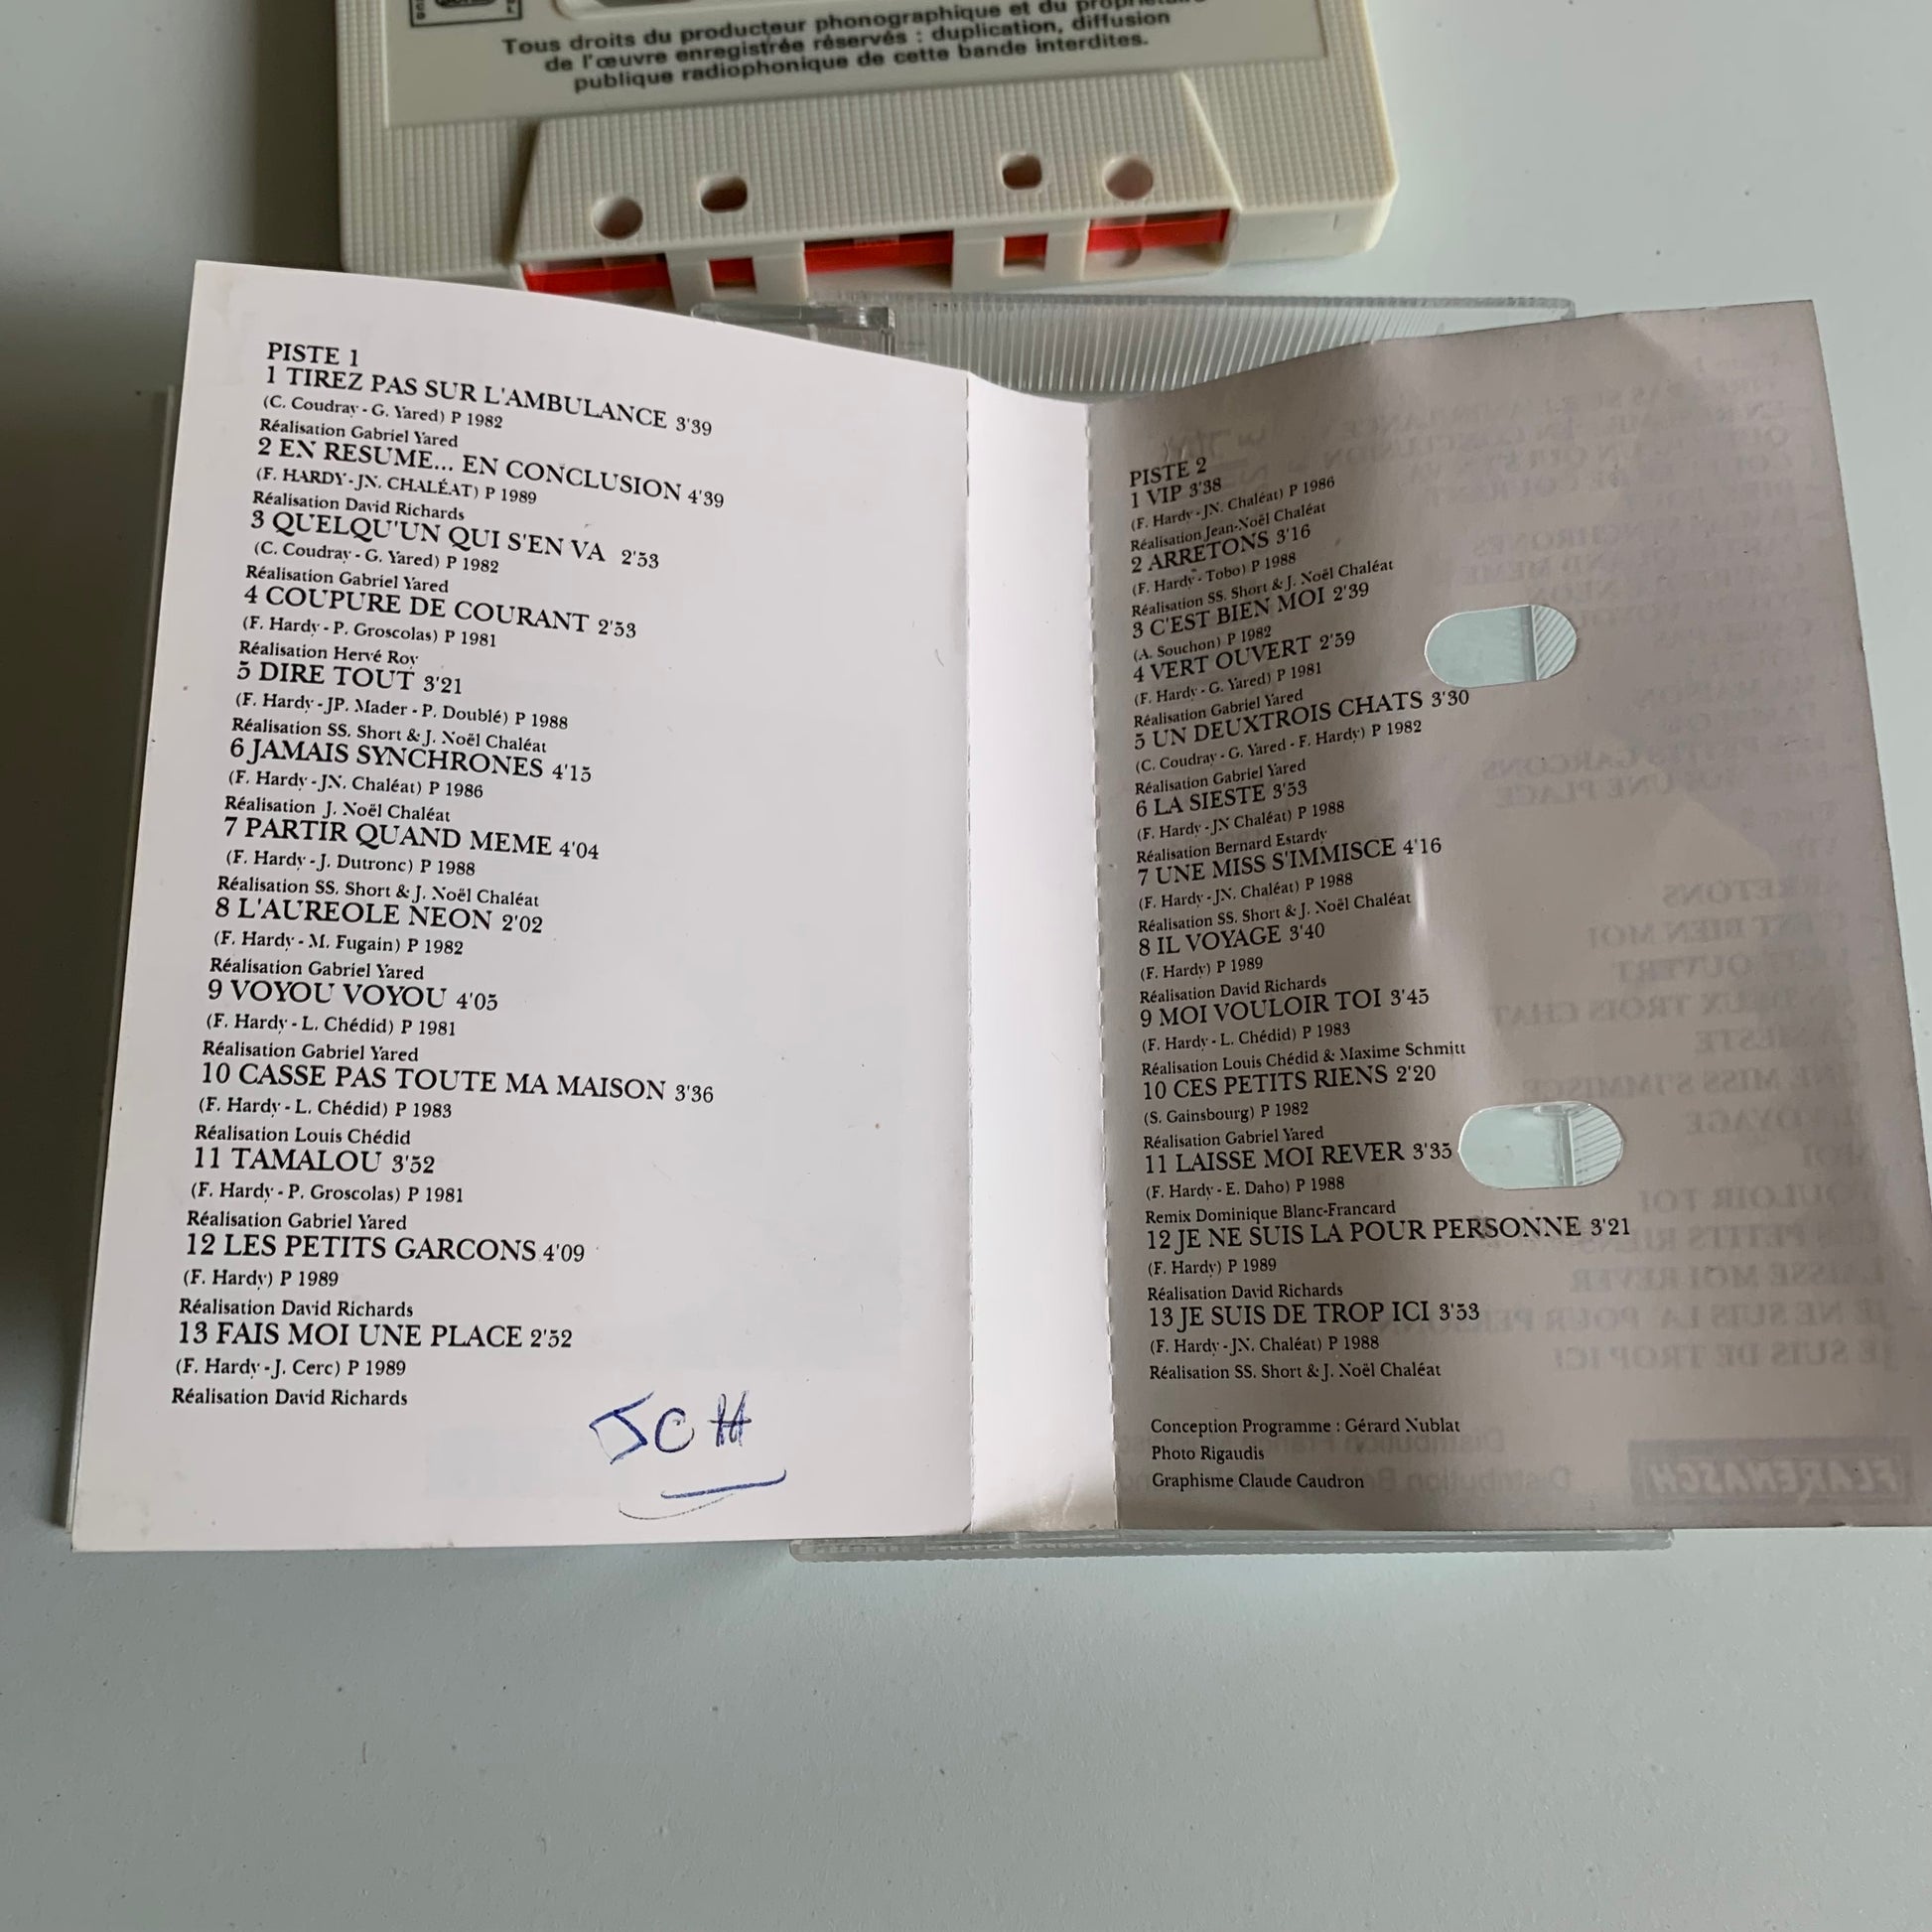 Tous droits du producteur phonographique et du propriétaire
de l'œuvre enregistrée réservés : duplication, diffusion
publique radiophonique de cette bande interdites.
PISTE 1
1 TIREZ PAS SUR L'AMBULANCE 3'39
(C. Coudray - G. Yared) P 1982
Réalisation Gabriel Yared
2 EN RESUME... EN CONCLUSION 4'39
(F. HARDY - JN. CHALÉAT) P 1989
Réalisation David Richards
3 QUELQU'UN QUI S'EN VA 2'53
(C. Coudray - G. Yared) P 1982
Réalisation Gabriel Yared
4 COUPURE DE COURANT 2'53
(F. Hardy - P. Groscolas) P 1981
Réalisation Hervé Roy
5 DIRE TOUT 3'21
(F. Hardy - JP. Mader - P. Doublé) P 1988
Réalisation SS. Short & J. Noël Chaléat
6 JAMAIS SYNCHRONES 4'15
(F. Hardy - JN. Chaléat) P 1986
Réalisation J. Noël Chaléat
7 PARTIR QUAND MEME 4'04
(F. Hardy - J. Dutronc) P 1988
Réalisation SS. Short & J. Noël Chaléat
8 L'AUREOLE NEON 2'02
(F. Hardy - M. Fugain) P 1982
Réalisation Gabriel Yared
9 VOYOU VOYOU 4'05
(F. Hardy - L. Chédid) P 1981
Réalisation Gabriel Yared
10 CASSE PAS TOUTE MA MAISON 3'36
(F. Hardy - L. Chédid) P 1983
Réalisation Louis Chédid
11 TAMALOU 3'52
(F. Hardy - P. Groscolas) P 1981
Réalisation Gabriel Yared
12 LES PETITS GARCONS 4'09
(F. Hardy) P 1989
Réalisation David Richards
13 FAIS MOI UNE PLACE 2'52
(F. Hardy - J. Cerc) P 1989
Réalisation David Richards
JCH
PISTE 2
1 VIP 3'38
(F. Hardy - JN. Chaléat) P 1986
Réalisation Jean-Noël Chaléat
2 ARRETONS 3'16
(F. Hardy - Tobo) P 1988
Réalisation SS. Short & J. Noël Chaléat
3 C'EST BIEN MOI 2'39
(A. Souchon) P 1982
4 VERT OUVERT 2'59
(F. Hardy - G. Yared) P 1981
Réalisation Gabriel Yared
5 UN DEUXTROIS CHATS 3'30
(C. Coudray - G. Yared - F. Hardy) P 1982
Réalisation Gabriel Yared
6 LA SIESTE 3'53
(F. Hardy - JN Chaléat) P 1988
Réalisation Bernard Estardy
7 UNE MISS S'IMMISCE 4'16
(F. Hardy - JN. Chaléat) P 1988
Réalisation SS. Short & J. Noël Chaléat
8 IL VOYAGE 3'40
(F. Hardy) P 1989
Réalisation David Richards
9 MOI VOULOIR TOI 3'45
(F. Hardy - L. Chédid) P 1983
Réalisation Louis Chédid & Maxime Schmitt
10 CES PETITS RIENS 2'20
(S. Gainsbourg) P 1982
Réalisation Gabriel Yared
11 LAISSE MOI REVER 3'35
(F. Hardy - E. Daho) P 1988
Remix Dominique Blanc-Francard
12 JE NE SUIS LA POUR PERSONNE 3'21
(F. Hardy) P 1989
Réalisation David Richards
13 JE SUIS DE TROP ICI 3'53
(F. Hardy - JN. Chaléat) P 1988
Réalisation SS. Short & J. Noël Chaléat
Conception Programme : Gérard Nublat
Photo Rigaudis
Graphisme Claude Caudron
FLARENASCH